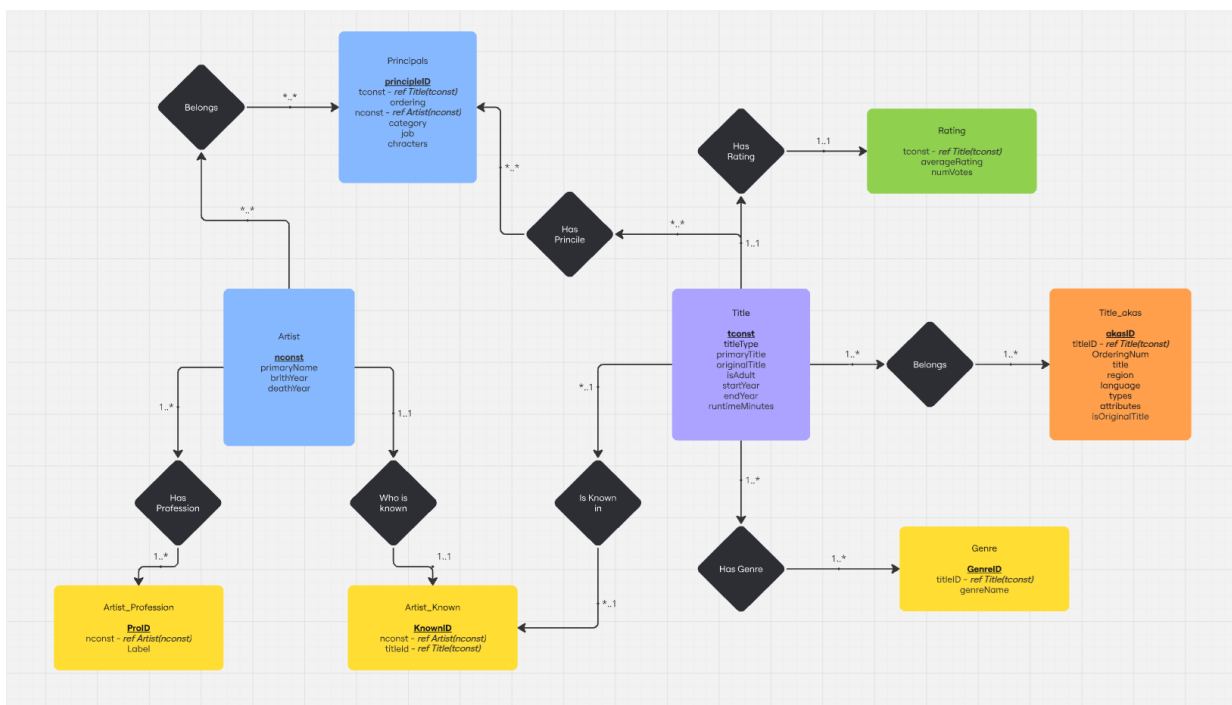 Principals
principleID
tconst - ref Title(tconst)
ordering
nconst - ref Artist(nconst)
category
job
chracters
Belongs
*..*
*..*
*..*
*..*
Has
Princile
Has
Rating
1..1
1..1
Rating
tconst - ref Title(tconst)
averageRating
numVotes
Artist
nconst
primaryName
brithYear
deathYear
Title
tconst
titleType
primaryTitle
originalTitle
isAdult
startYear
endYear
runtimeMinutes
1..*
Belongs
1..*
Title_akas
akasID
titleID - ref Title(tconst)
OrderingNum
title
region
language
types
attributes
isOriginalTitle
1..*
Has
Profession
1..*
1..1
Who is
known
1..1
*..1
Is Known
in
*..1
1..*
Has Genre
1..*
Genre
GenreID
titleID - ref Title(tconst)
genreName
Artist_Profession
ProID
nconst - ref Artist(nconst)
Label
Artist_Known
KnownID
nconst - ref Artist(nconst)
titleId - ref Title(tconst)